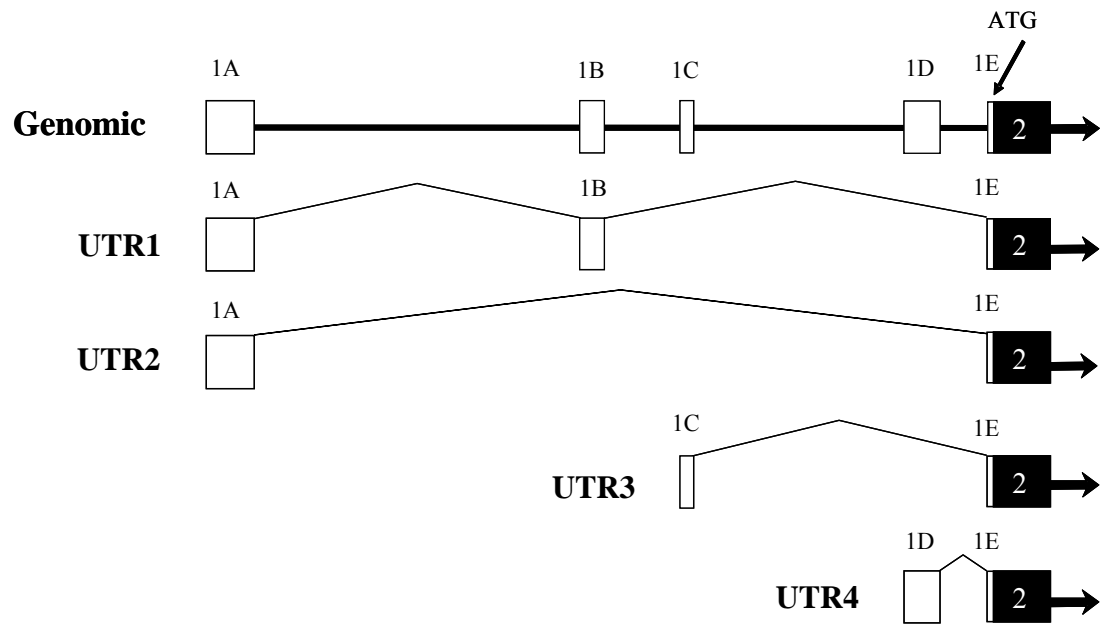 ATG
1A 1B 1C 1D 1E
Genomic 2
1A 1B 1E
UTR1 2
1A 1E
UTR2 2
1C 1E
UTR3 2
1D 1E
UTR4 2